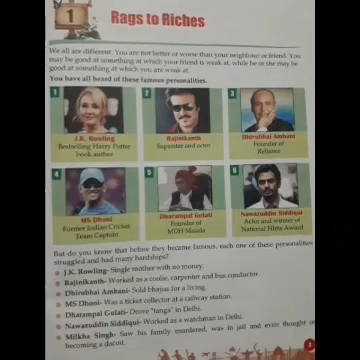 1
Rags to Riches
We all are different. You are not better or worse than your neighbour or friend. You
may be good at something at which your friend is weak at, while he or she may be
good at something at which you are weak at.
You have all heard of these famous personalities.
1
2
3
J.K. Rowling
Bestselling Harry Potter
book author
Rajinikanth
Superstar and actor
Dhirubhai Ambani
Founder of
Reliance
4
5
6
MS Dhoni
Former Indian Cricket
Team Captain
Dharampal Gulati
Founder of
MDH Masala
Nawazuddin Siddiqui
Actor and winner of
National Films Award
But do you know that before they became famous, each one of these personalities
struggled and had many hardships?
J.K. Rowling- Single mother with no money.
Rajinikanth- Worked as a coolie, carpenter and bus conductor.
Dhirubhai Ambani- Sold bhajias for a living.
MS Dhoni- Was a ticket collector at a railway station.
Dharampal Gulati- Drove "tanga" in Delhi.
Nawazuddin Siddiqui- Worked as a watchman in Delhi.
Milkha Singh- Saw his family murdered, was in jail and even thought of
becoming a dacoit.